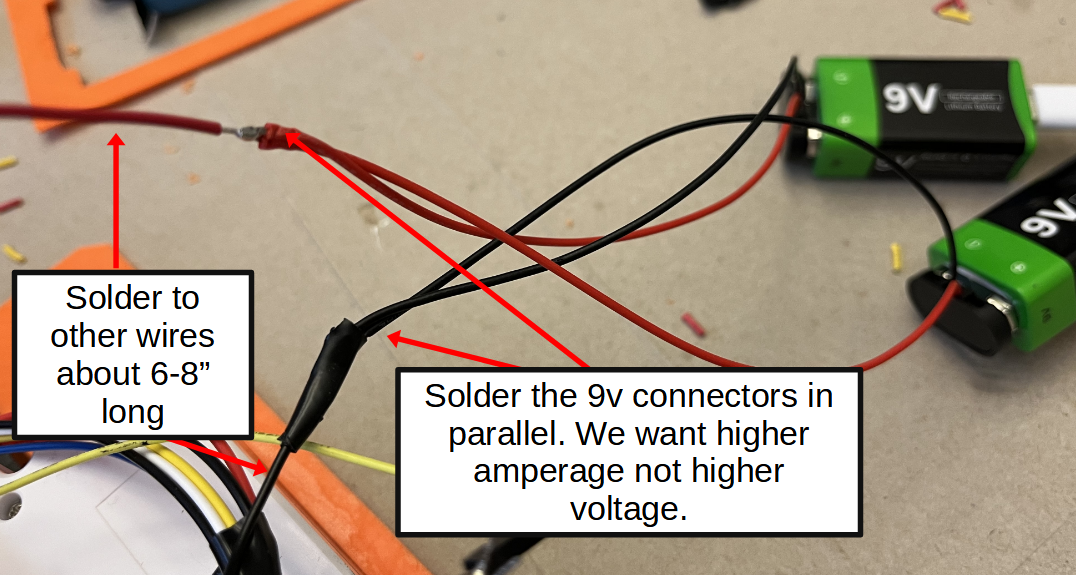 9V
9V
Solder to
other wires
about 6-8”
long
Solder the 9v connectors in
parallel. We want higher
amperage not higher
voltage.